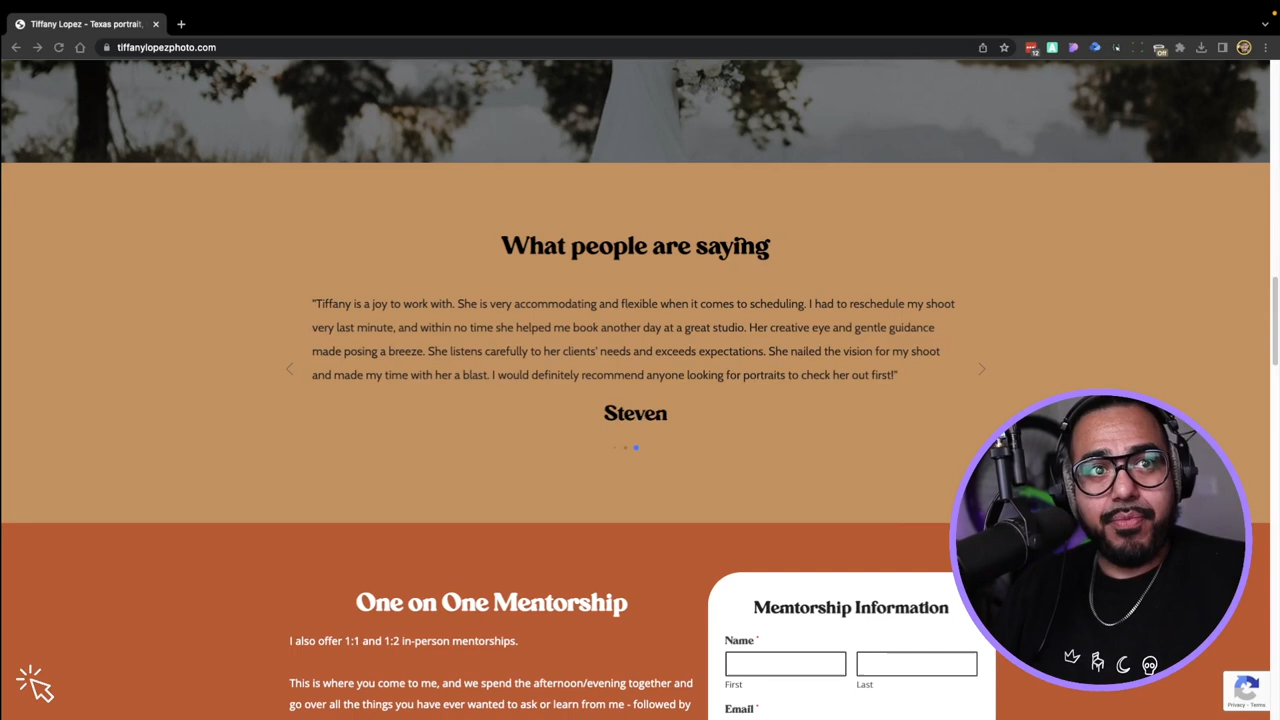 Tiffany Lopez - Texas portrait,
tiffanylopezphoto.com
12
Off
What people are saying
"Tiffany is a joy to work with. She is very accommodating and flexible when it comes to scheduling. I had to reschedule my shoot
very last minute, and within no time she helped me book another day at a great studio. Her creative eye and gentle guidance
made posing a breeze. She listens carefully to her clients' needs and exceeds expectations. She nailed the vision for my shoot
and made my time with her a blast. I would definitely recommend anyone looking for portraits to check her out first!"
Steven
One on One Mentorship
I also offer 1:1 and 1:2 in-person mentorships.
This is where you come to me, and we spend the afternoon/evening together and
go over all the things you have ever wanted to ask or learn from me - followed by
Memtorship Information
Name *
First Last
Email *
Privacy - Terms